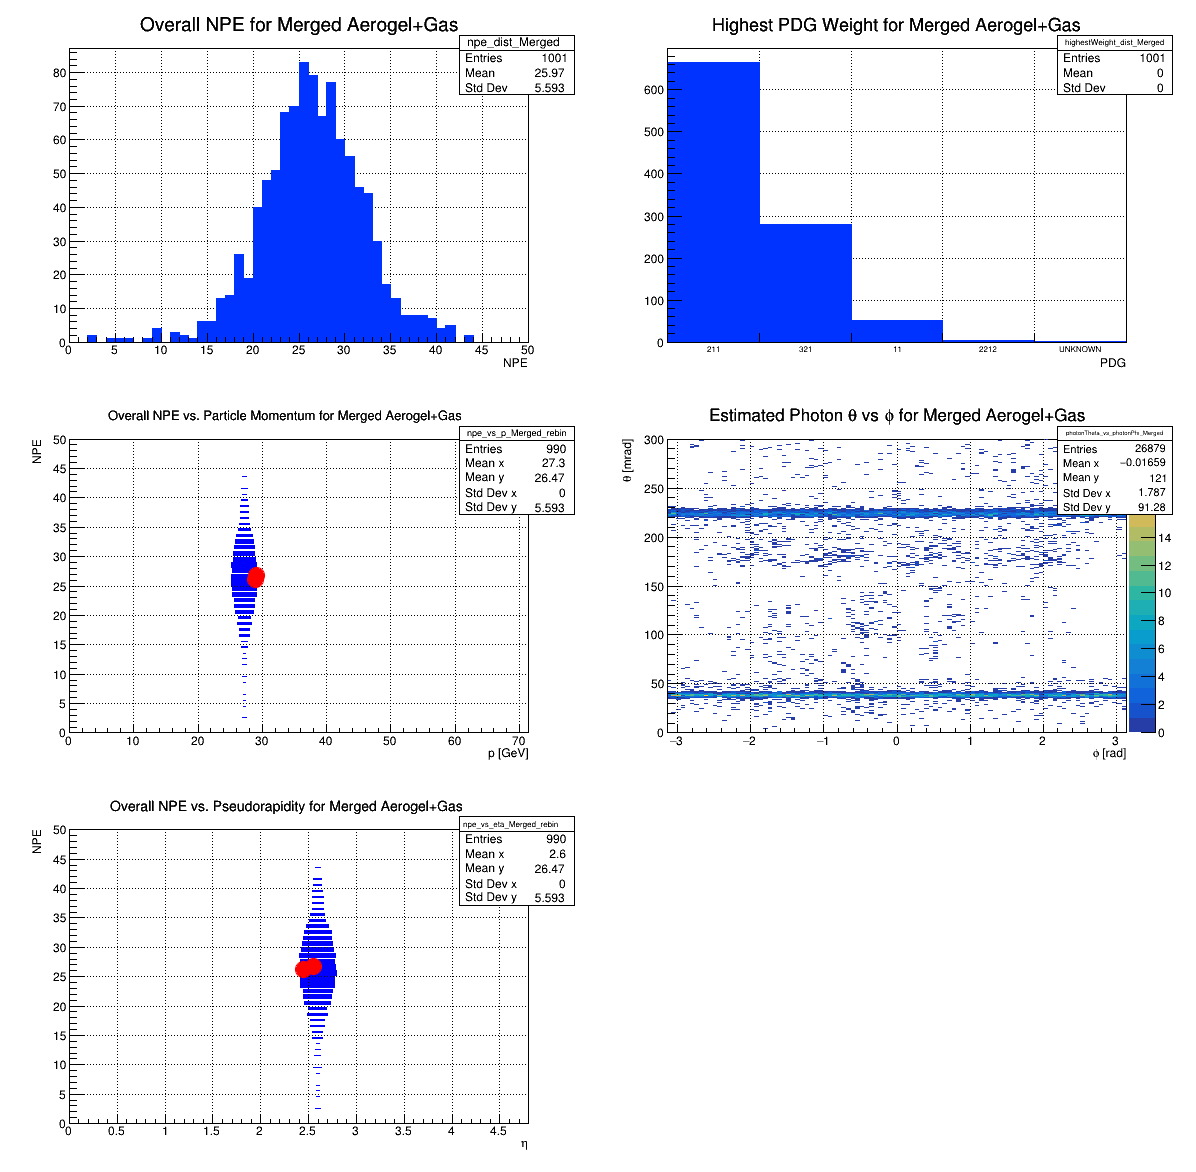 Overall NPE for Merged Aerogel+Gas
npe_dist_Merged
Entries 1001
Mean 25.97
Std Dev 5.593
80
70
60
50
40
30
20
10
0
0 5 10 15 20 25 30 35 40 45 50
NPE
Highest PDG Weight for Merged Aerogel+Gas
highestWeight_dist_Merged
Entries 1001
Mean 0
Std Dev 0
600
500
400
300
200
100
0
211 321 11 2212 UNKNOWN
PDG
Overall NPE vs. Particle Momentum for Merged Aerogel+Gas
npe_vs_p_Merged_rebin
Entries 990
Mean x 27.3
Mean y 26.47
Std Dev x 0
Std Dev y 5.593
NPE
50
45
40
35
30
25
20
15
10
5
0
0 10 20 30 40 50 60 70
p [GeV]
Estimated Photon θ vs ϕ for Merged Aerogel+Gas
photonTheta_vs_photonPhi_Merged
Entries 26879
Mean x −0.01659
Mean y 121
Std Dev x 1.787
Std Dev y 91.28
θ [mrad]
300
250
200
150
100
50
0
−3 −2 −1 0 1 2 3
ϕ [rad]
14
12
10
8
6
4
2
0
Overall NPE vs. Pseudorapidity for Merged Aerogel+Gas
npe_vs_eta_Merged_rebin
Entries 990
Mean x 2.6
Mean y 26.47
Std Dev x 0
Std Dev y 5.593
NPE
50
45
40
35
30
25
20
15
10
5
0
0 0.5 1 1.5 2 2.5 3 3.5 4 4.5
η